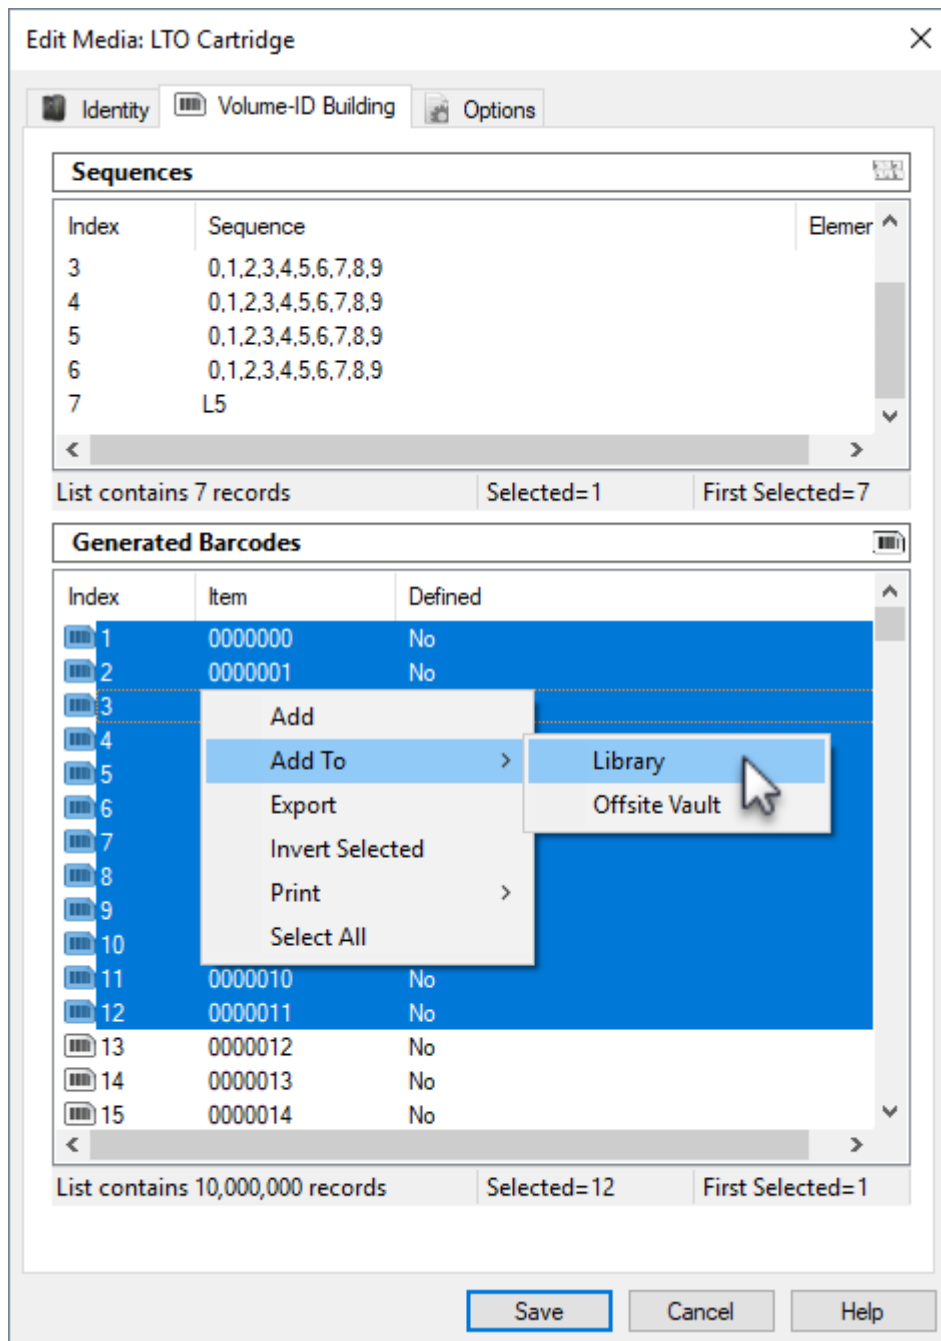 Edit Media: LTO Cartridge
Identity Volume-ID Building Options
Sequences
Index Sequence Elemer
3 0,1,2,3,4,5,6,7,8,9
4 0,1,2,3,4,5,6,7,8,9
5 0,1,2,3,4,5,6,7,8,9
6 0,1,2,3,4,5,6,7,8,9
7 L5
List contains 7 records Selected=1 First Selected=7
Generated Barcodes
Index Item Defined
1 0000000 No
2 0000001 No
3
4
5
6
7
8
9
10
11 0000010 No
12 0000011 No
13 0000012 No
14 0000013 No
15 0000014 No
Add
Add To
Export
Invert Selected
Print
Select All
Library
Offsite Vault
List contains 10,000,000 records Selected=12 First Selected=1
Save Cancel Help